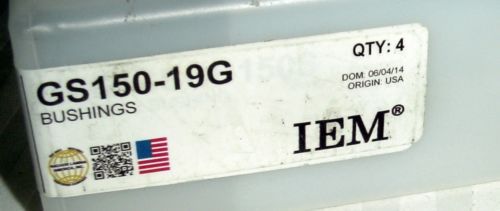 GS150-19G
BUSHINGS
QTY: 4
DOM: 06/04/14
ORIGIN: USA
IEM®